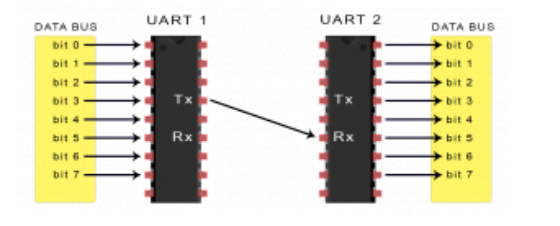 UART 1
UART 2
DATA BUS
DATA BUS
bit 0
bit 1
bit 2
bit 3
bit 4
bit 5
bit 6
bit 7
Tx
Rx
Tx
Rx
bit 0
bit 1
bit 2
bit 3
bit 4
bit 5
bit 6
bit 7